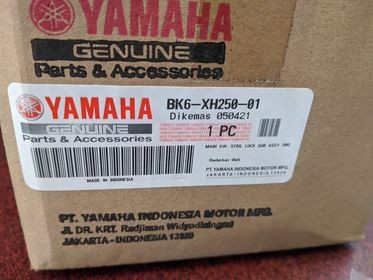 YAMAHA
GENUINE
Parts & Accessories
YAMAHA
GENUINE
Parts & Accessories
MADE IN INDONESIA
BK6-XH250-01
Dikemas 050421
1 PC
MAIN SW. STRG. LOCK SUB ASSY
Diedarkan Oleh
PT.YAMAHA INDONESIA MOTOR MFG.
JAKARTA - INDONESIA 13920
PT. YAMAHA INDONESIA MOTOR MFG.
JL. DR. KRT. Radjiman Widyodiningrat
JAKARTA - INDONESIA 13920